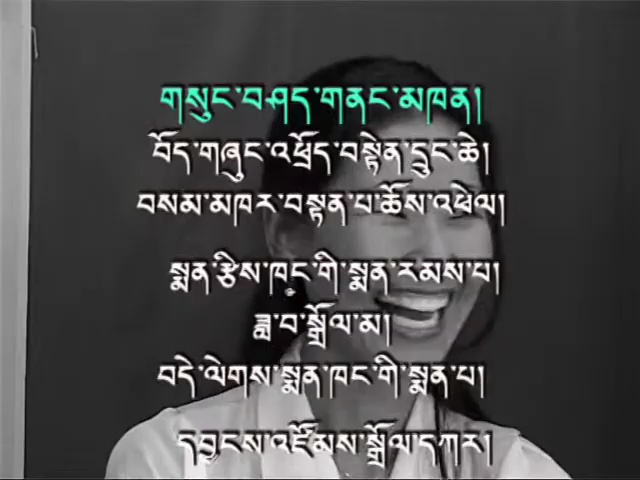 གསུང་བཤད་གནང་མཁན།
བོད་གཞུང་འཕྲོད་བསྟེན་དྲུང་ཆེ།
བསམ་མཁར་བསྟན་པ་ཆོས་འཕེལ།
སྨན་རྩིས་ཁང་གི་སྨན་རམས་པ།
ཟླ་བ་སྒྲོལ་མ།
བདེ་ལེགས་སྨན་ཁང་གི་སྨན་པ།
དབྱངས་འཛོམས་སྒྲོལ་དཀར།